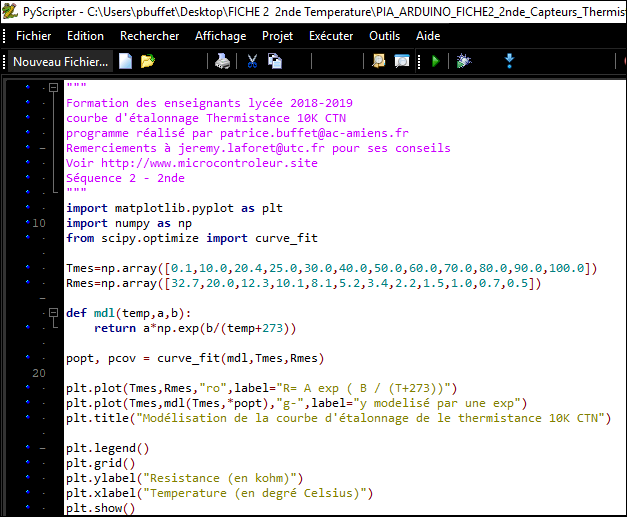 PyScripter - C:\Users\pbuffet\Desktop\FICHE 2 2nde Temperature\PIA_ARDUINO_FICHE2_2nde_Capteurs_Thermis
Fichier Edition Rechercher Affichage Projet Exécuter Outils Aide
Nouveau Fichier...
"""
Formation des enseignants lycée 2018-2019
courbe d'étalonnage Thermistance 10K CTN
programme réalisé par patrice.buffet@ac-amiens.fr
Remerciements à jeremy.laforet@utc.fr pour ses conseils
Voir http://www.microcontroleur.site
Séquence 2 - 2nde
"""
import matplotlib.pyplot as plt
10 import numpy as np
from scipy.optimize import curve_fit
Tmes=np.array([0.1,10.0,20.4,25.0,30.0,40.0,50.0,60.0,70.0,80.0,90.0,100.0])
Rmes=np.array([32.7,20.0,12.3,10.1,8.1,5.2,3.4,2.2,1.5,1.0,0.7,0.5])
def mdl(temp,a,b):
    return a*np.exp(b/(temp+273))
popt, pcov = curve_fit(mdl,Tmes,Rmes)
20
plt.plot(Tmes,Rmes,"ro",label="R= A exp ( B / (T+273))")
plt.plot(Tmes,mdl(Tmes,*popt),"g-",label="y modelisé par une exp")
plt.title("Modélisation de la courbe d'étalonnage de le thermistance 10K CTN")
plt.legend()
plt.grid()
plt.ylabel("Resistance (en kohm)")
plt.xlabel("Temperature (en degré Celsius)")
plt.show()